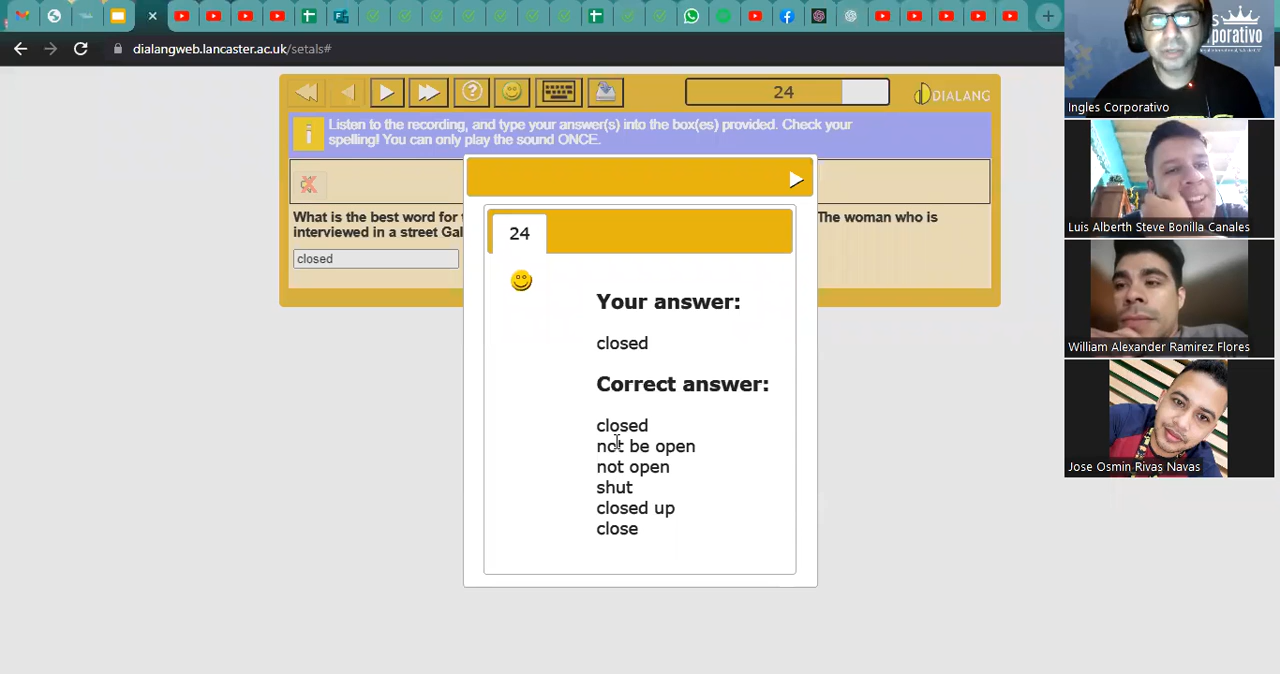 dialangweb.lancaster.ac.uk/setals#
24
DIALANG
Listen to the recording, and type your answer(s) into the box(es) provided. Check your
spelling! You can only play the sound ONCE.
What is the best word for
The woman who is
interviewed in a street Gal
closed
24
Your answer:
closed
Correct answer:
closed
not be open
not open
shut
closed up
close
Ingles Corporativo
Luis Alberth Steve Bonilla Canales
William Alexander Ramirez Flores
Jose Osmin Rivas Navas